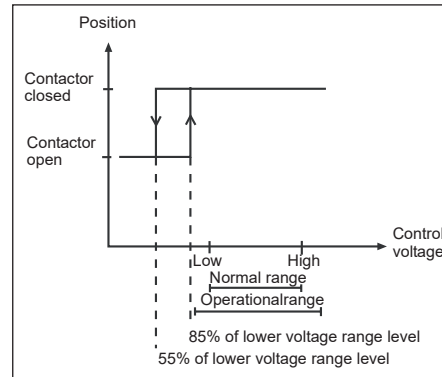 Position
Contactor
closed
Contactor
open
Control
voltage
Low
High
Normal range
Operationalrange
85% of lower voltage range level
55% of lower voltage range level